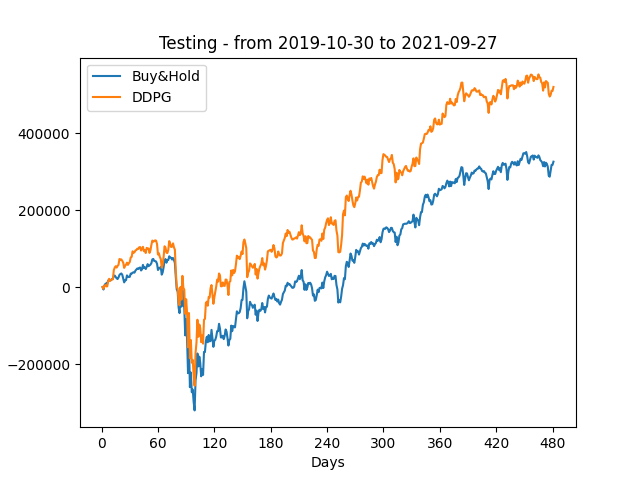 Testing - from 2019-10-30 to 2021-09-27
Buy&Hold
DDPG
400000
200000
0
−200000
0 60 120 180 240 300 360 420 480
Days